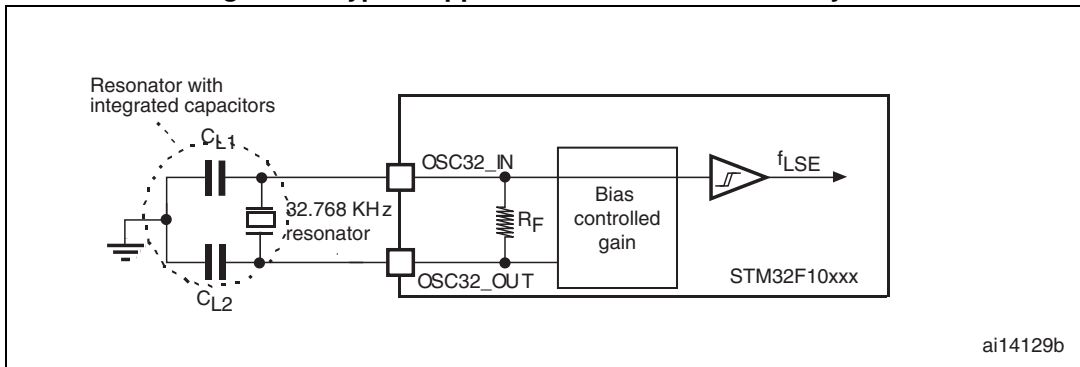 Resonator with
integrated capacitors
CL1
OSC32_IN
fLSE
Bias
controlled
gain
32.768 KHz
resonator
RF
OSC32_OUT
STM32F10xxx
CL2
ai14129b